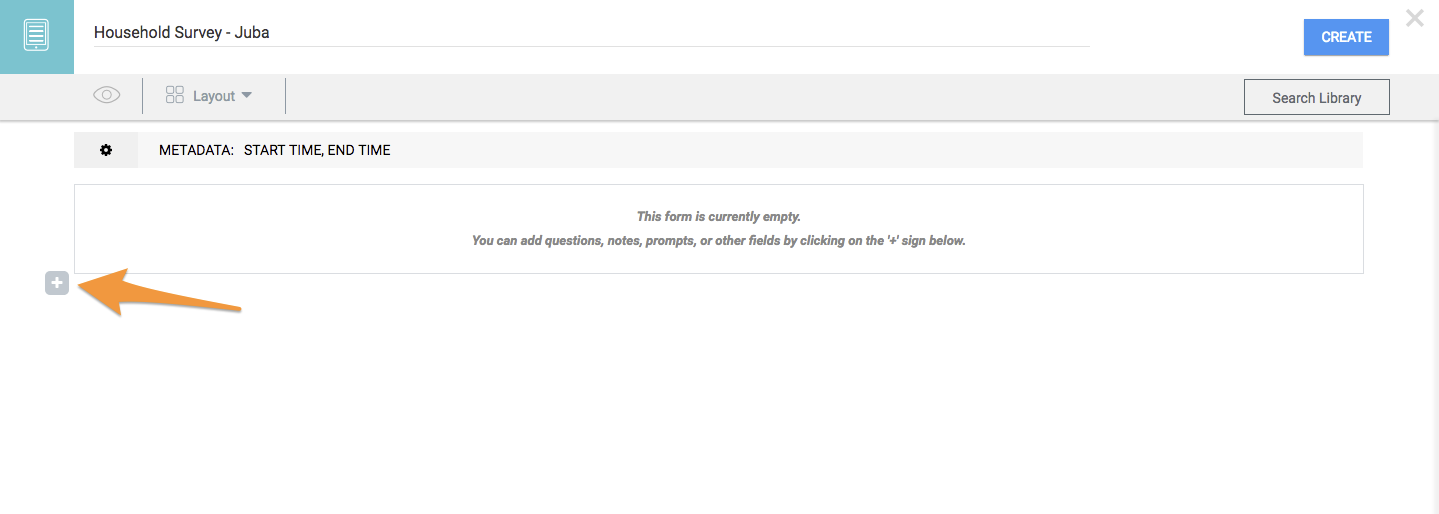 Household Survey - Juba
CREATE
Layout
Search Library
METADATA: START TIME, END TIME
This form is currently empty.
You can add questions, notes, prompts, or other fields by clicking on the '+' sign below.